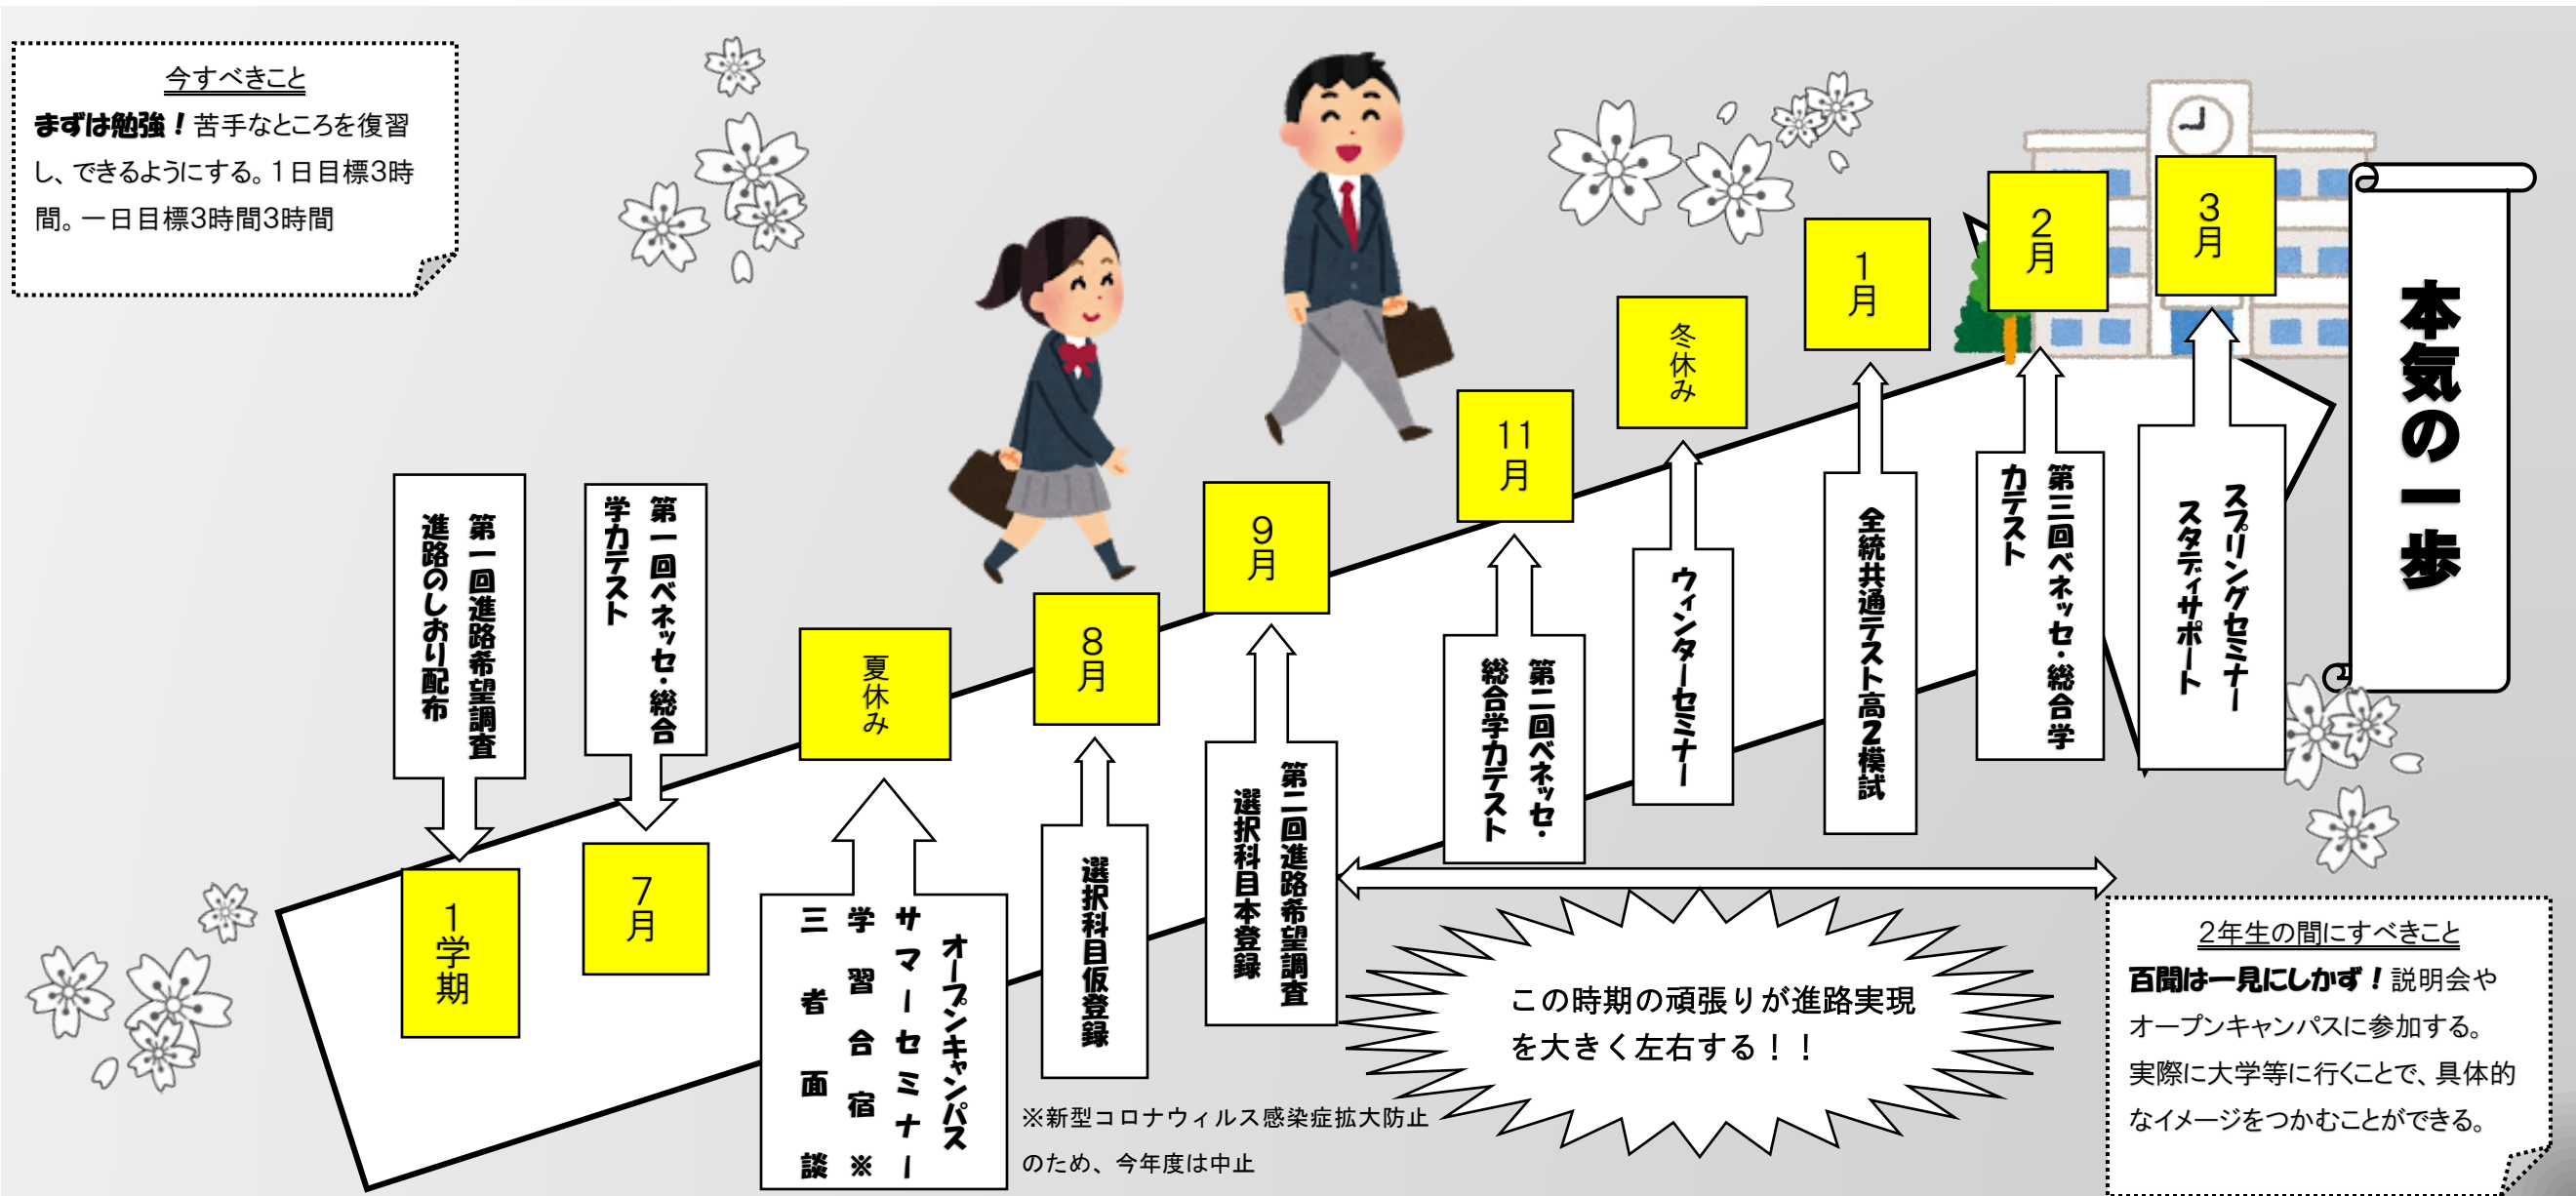 今すべきこと
まずは勉強！苦手なところを復習
し、できるようにする。１日目標3時
間。一日目標3時間3時間
本気の一歩
第一回進路希望調査
進路のしおり配布
1学期
第一回ベネッセ・総合
学力テスト
7月
夏休み
オープンキャンパス
サマーセミナー
学習合宿※
三者面談
8月
選択科目仮登録
9月
第二回進路希望調査
選択科目本登録
11月
第二回ベネッセ・
総合学力テスト
冬休み
ウィンターセミナー
1月
全統共通テスト高2模試
2月
第三回ベネッセ・総合学
力テスト
3月
スプリングセミナー
スタディサポート
この時期の頑張りが進路実現
を大きく左右する！！
※新型コロナウィルス感染症拡大防止
のため、今年度は中止
2年生の間にすべきこと
百聞は一見にしかず！説明会や
オープンキャンパスに参加する。
実際に大学等に行くことで、具体的
なイメージをつかむことができる。